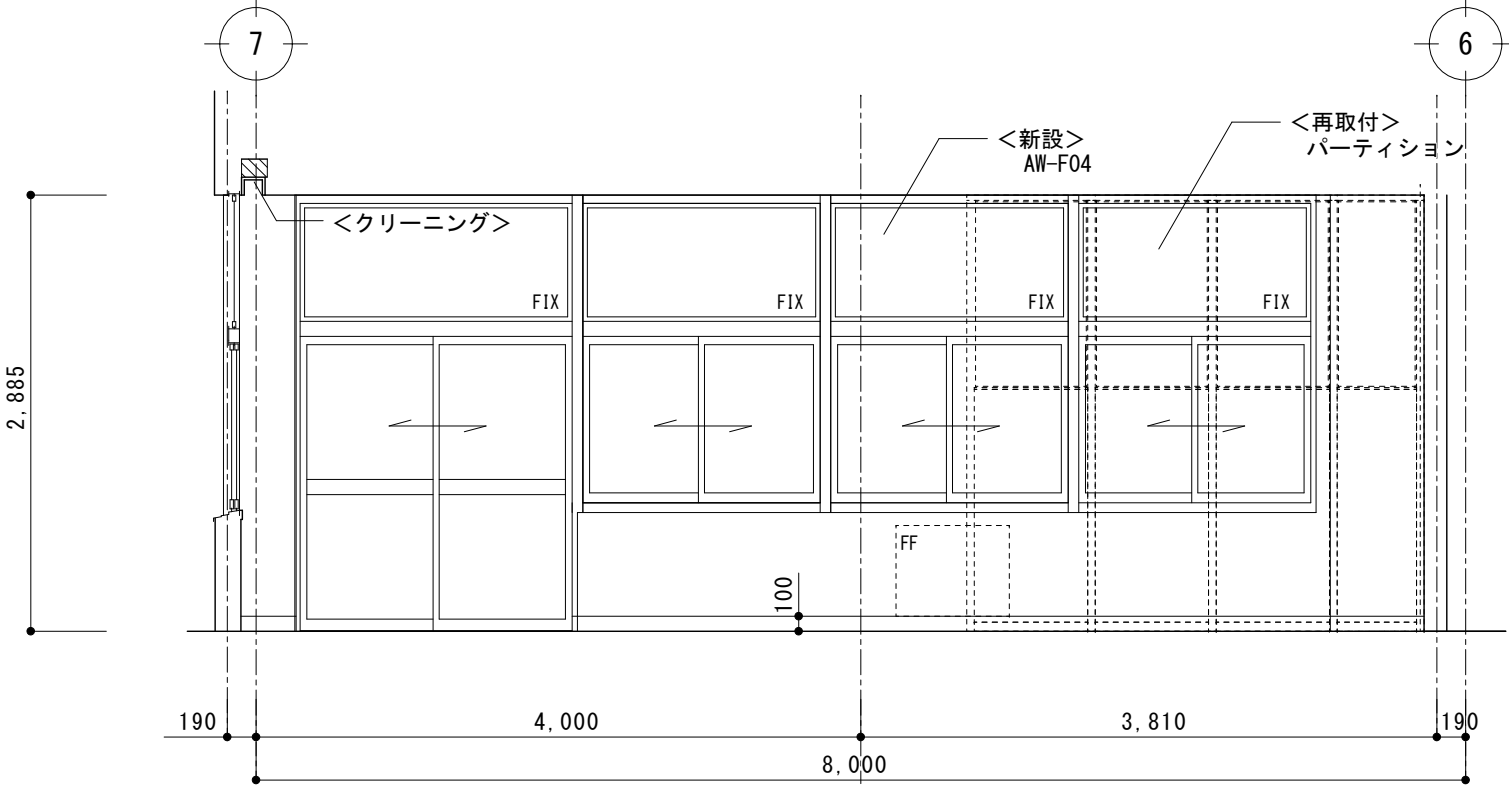 7
6
<新設>
AW-F04
<再取付>
パーティション
<クリーニング>
FIX
FIX
FIX
FIX
2,885
FF
100
190
4,000
3,810
190
8,000